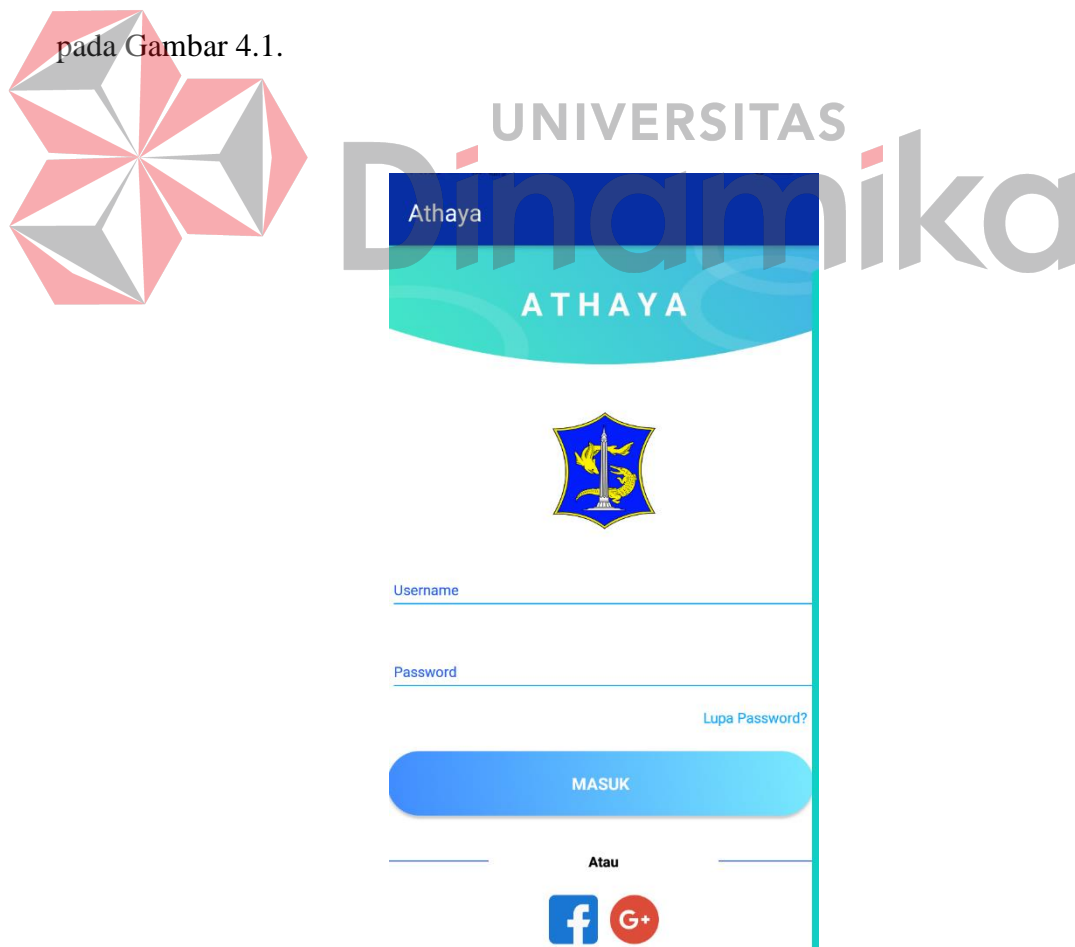 pada Gambar 4.1.
UNIVERSITAS
Dinamika
Athaya
ATHAYA
Username
Password
Lupa Password?
MASUK
Atau
G+